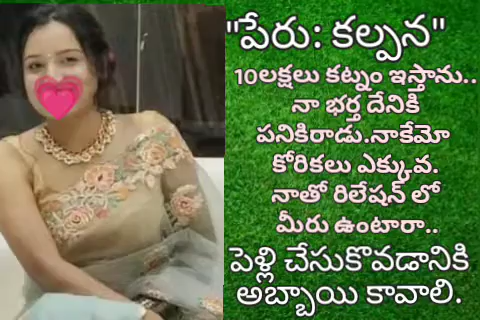 "పేరు: కల్పన"
10లక్షలు కట్నం ఇస్తాను..
నా భర్త దేనికి
పనికిరాడు.నాకేమో
కోరికలు ఎక్కువ.
నాతో రిలేషన్ లో
మీరు ఉంటారా..
పెళ్లి చేసుకొవడానికి
అబ్బాయి కావాలి.